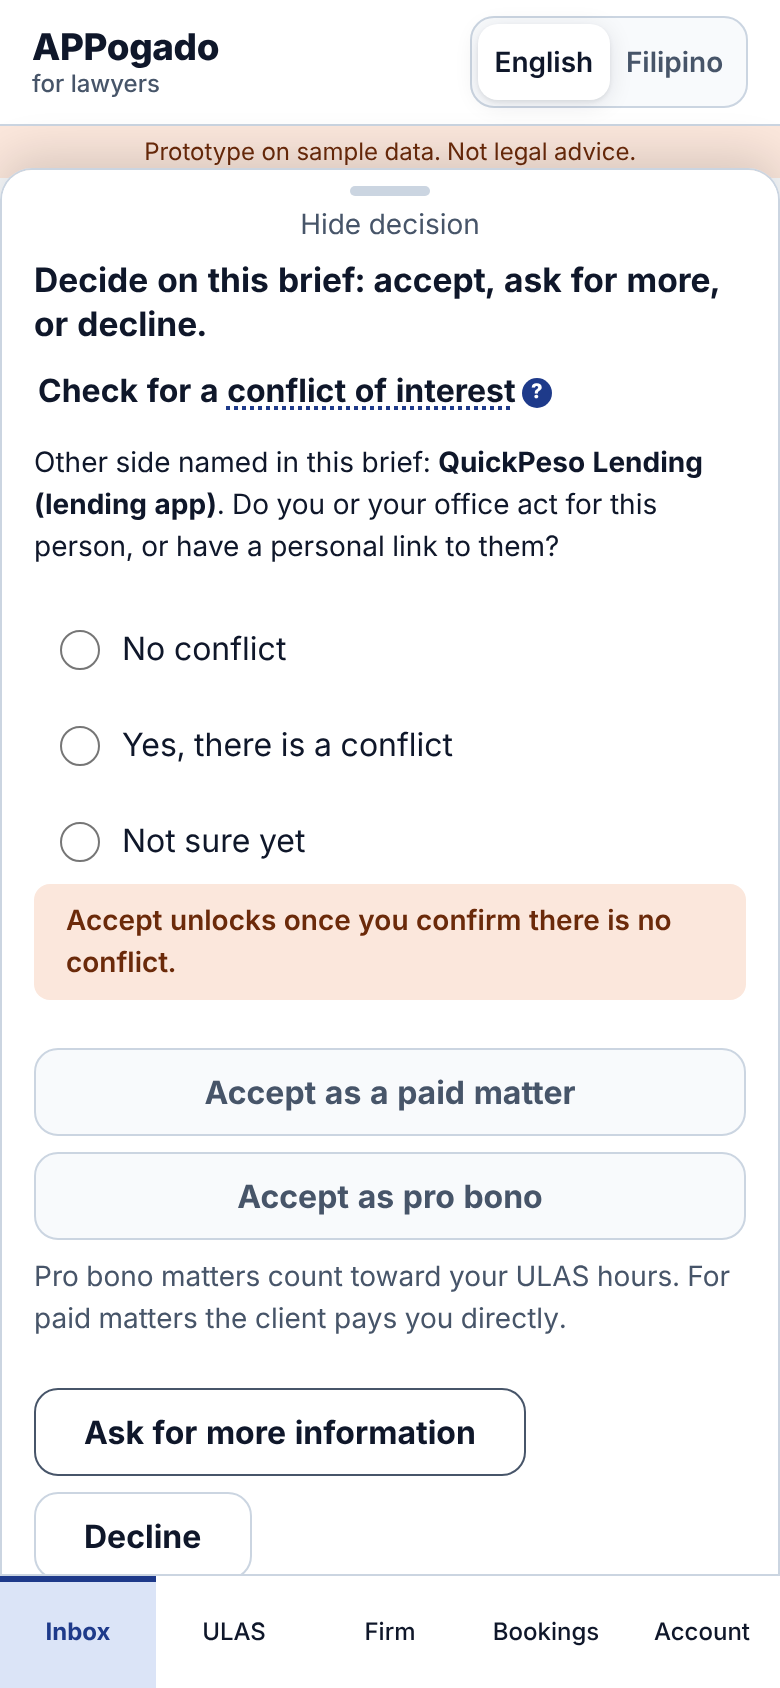 APPogado
for lawyers
English
Filipino
Prototype on sample data. Not legal advice.
Hide decision
Decide on this brief: accept, ask for more,
or decline.
Check for a conflict of interest ?
Other side named in this brief: QuickPeso Lending
(lending app). Do you or your office act for this
person, or have a personal link to them?
No conflict
Yes, there is a conflict
Not sure yet
Accept unlocks once you confirm there is no
conflict.
Accept as a paid matter
Accept as pro bono
Pro bono matters count toward your ULAS hours. For
paid matters the client pays you directly.
Ask for more information
Decline
Inbox
ULAS
Firm
Bookings
Account